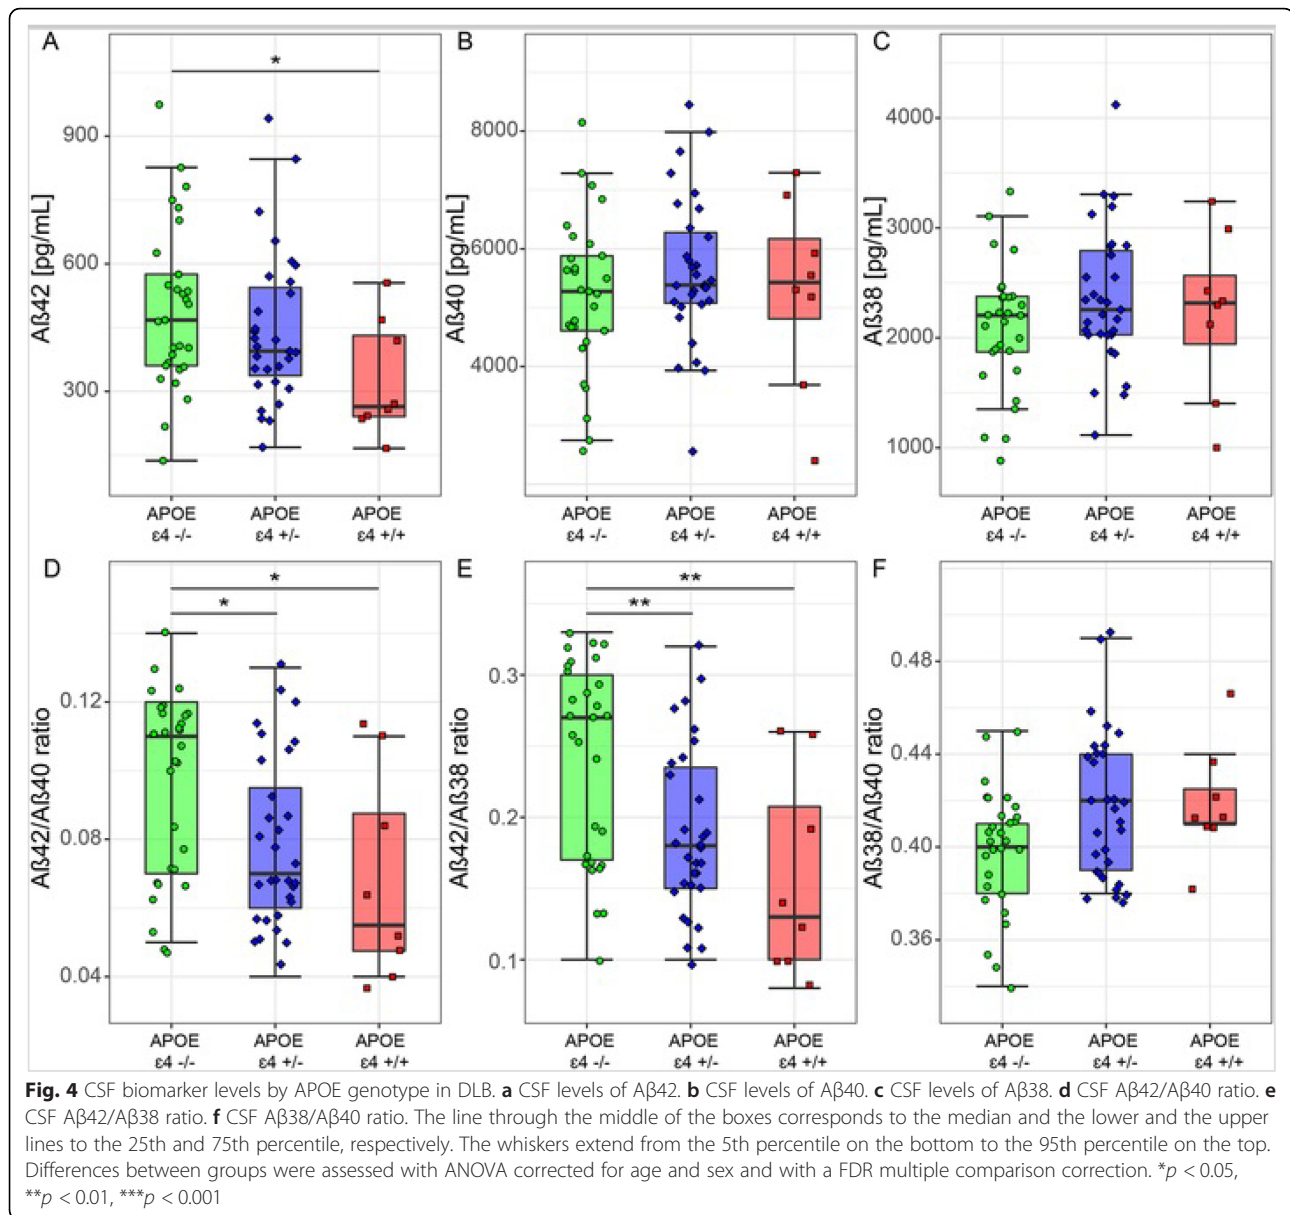 A
B
C
*
900
600
300
Aß42 [pg/mL]
8000
6000
4000
Aß40 [pg/mL]
4000
3000
2000
1000
Aß38 [pg/mL]
APOE APOE APOE
ε4 -/- ε4 +/- ε4 +/+
APOE APOE APOE
ε4 -/- ε4 +/- ε4 +/+
APOE APOE APOE
ε4 -/- ε4 +/- ε4 +/+
D
E
F
*
*
0.12
0.08
0.04
Aß42/Aß40 ratio
**
**
0.3
0.2
0.1
Aß42/Aß38 ratio
0.48
0.44
0.40
0.36
Aß38/Aß40 ratio
APOE APOE APOE
ε4 -/- ε4 +/- ε4 +/+
APOE APOE APOE
ε4 -/- ε4 +/- ε4 +/+
APOE APOE APOE
ε4 -/- ε4 +/- ε4 +/+
Fig. 4 CSF biomarker levels by APOE genotype in DLB. a CSF levels of Aβ42. b CSF levels of Aβ40. c CSF levels of Aβ38. d CSF Aβ42/Aβ40 ratio. e
CSF Aβ42/Aβ38 ratio. f CSF Aβ38/Aβ40 ratio. The line through the middle of the boxes corresponds to the median and the lower and the upper
lines to the 25th and 75th percentile, respectively. The whiskers extend from the 5th percentile on the bottom to the 95th percentile on the top.
Differences between groups were assessed with ANOVA corrected for age and sex and with a FDR multiple comparison correction. *p < 0.05,
**p < 0.01, ***p < 0.001